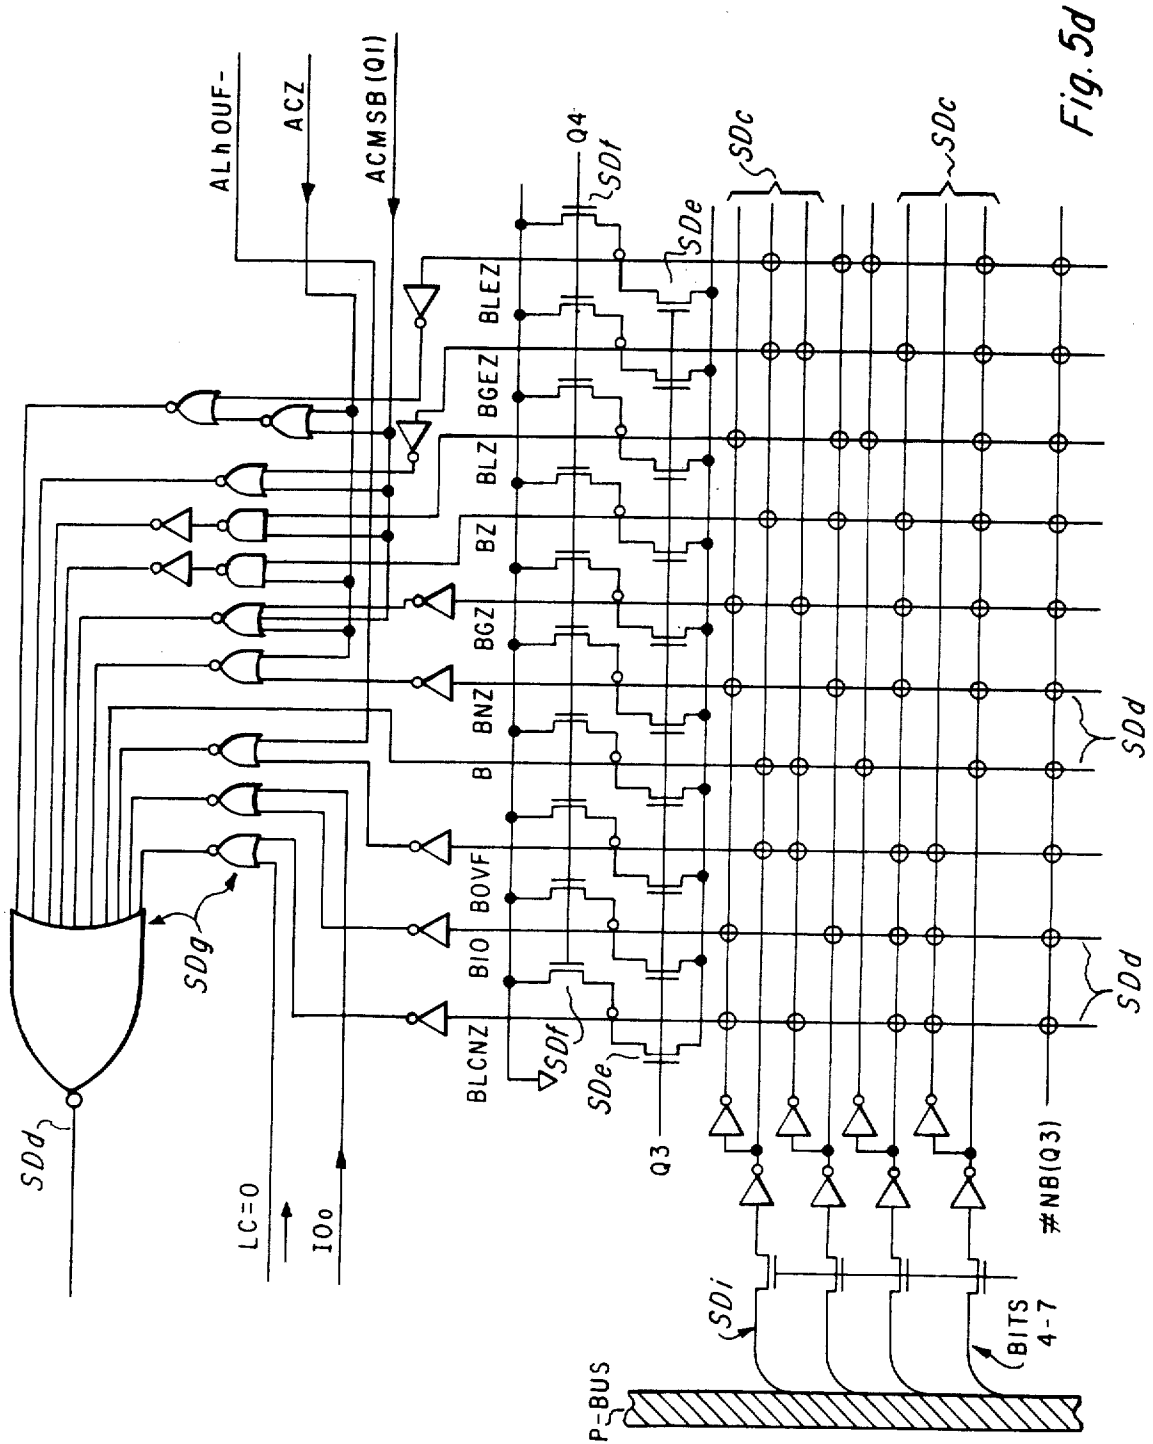 Fig. 5d
ALhOUF-
ACZ
ACMSB(Q1)
Q4
SDf
SDe
SDc
SDc
BLEZ
BGEZ
BLZ
BZ
BGZ
BNZ
B
BOVF
BIO
BLCNZ
SDf
SDe
Q3
SDd
SDd
SDg
SDd
LC=0
IO0
#NB(Q3)
SDi
BITS
4-7
P-BUS